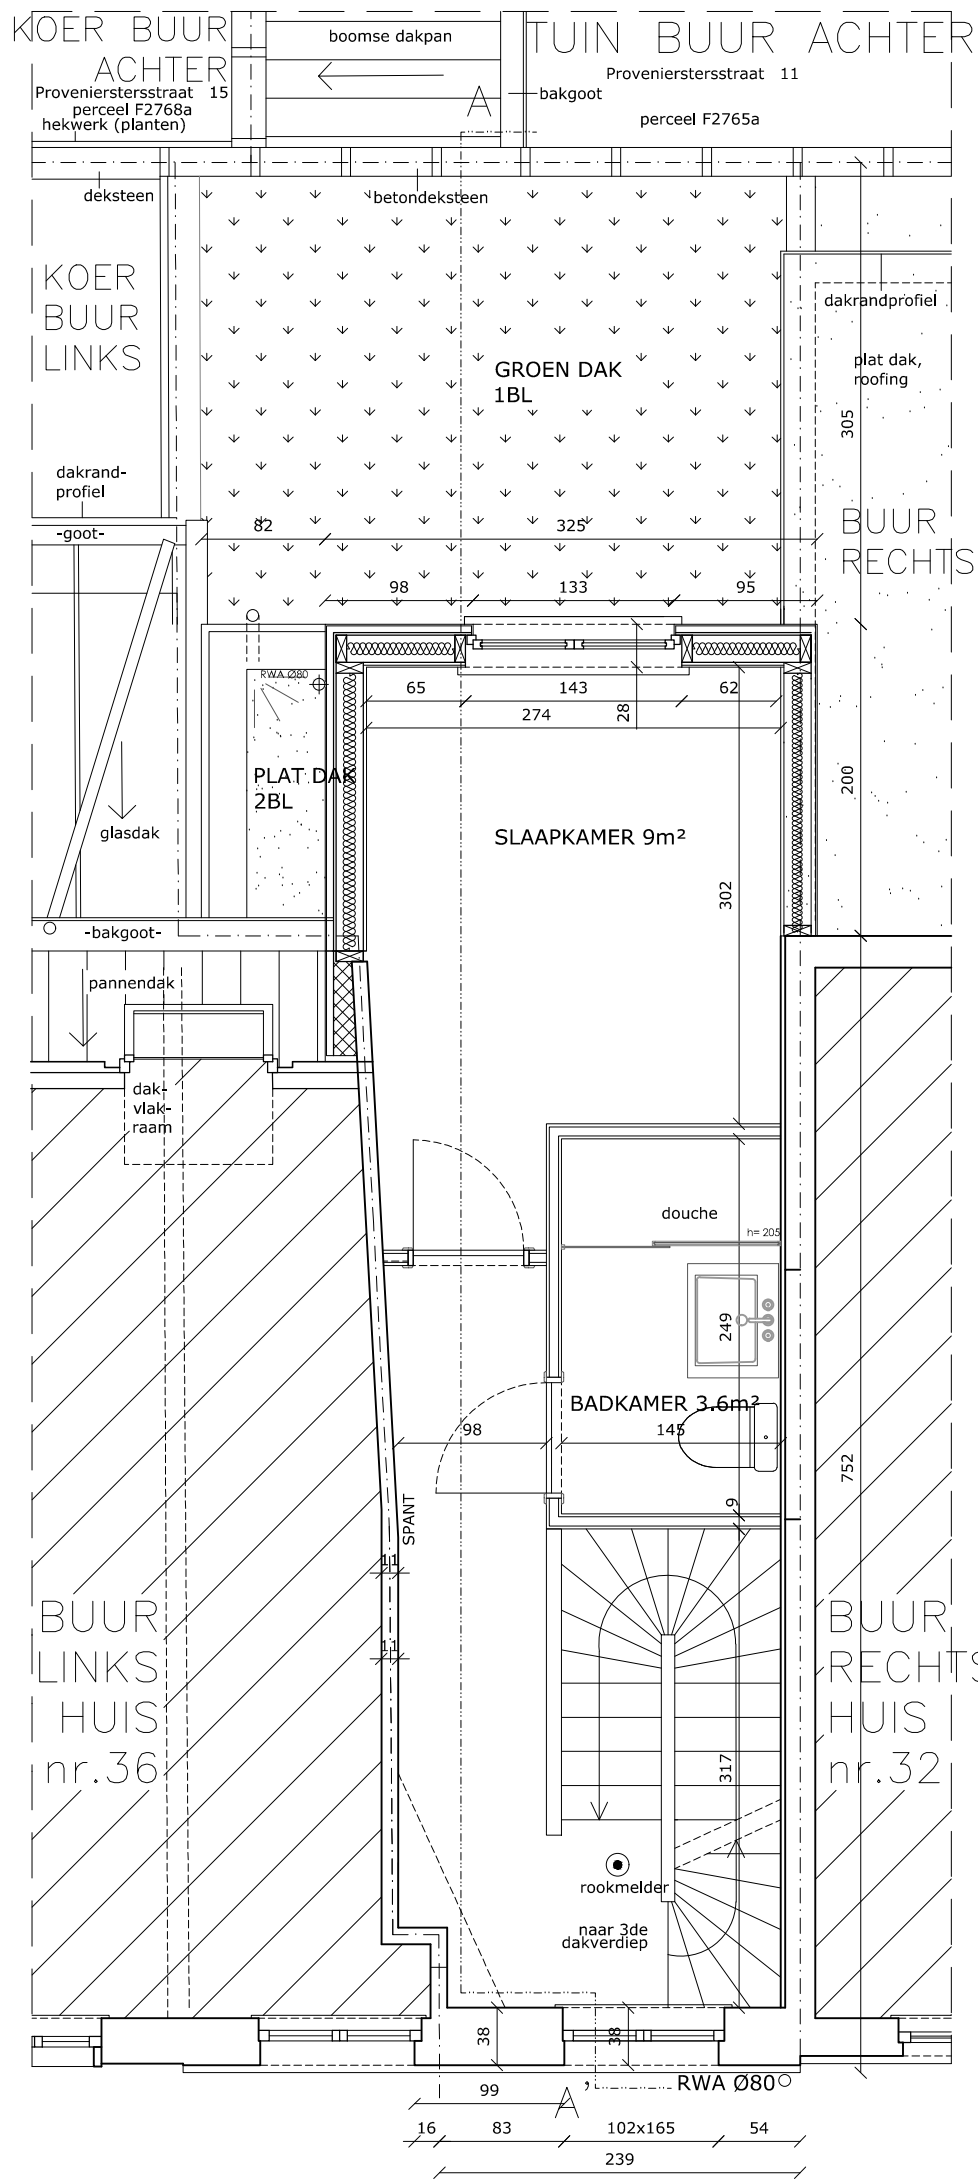 KOER BUUR
ACHTER
Provenierstersstraat 15
perceel F2768a
hekwerk (planten)
boomse dakpan
TUIN BUUR ACHTER
Provenierstersstraat 11
bakgoot
perceel F2765a
A
deksteen
betondeksteen
KOER
BUUR
LINKS
dakrandprofiel
plat dak,
roofing
GROEN DAK
1BL
305
dakrand-
profiel
-goot-
82
325
BUUR
RECHTS
98
133
95
RWA Ø80
65
143
62
274
28
PLAT DAK
2BL
200
glasdak
SLAAPKAMER 9m²
302
-bakgoot-
pannendak
dak-
vlak-
raam
douche
h= 205
249
BADKAMER 3.6m²
98
145
752
9
SPANT
11
11
BUUR
LINKS
HUIS
nr.36
BUUR
RECHTS
HUIS
nr.32
317
rookmelder
naar 3de
dakverdiep
38
38
RWA Ø80
A'
99
16
83
102x165
54
239